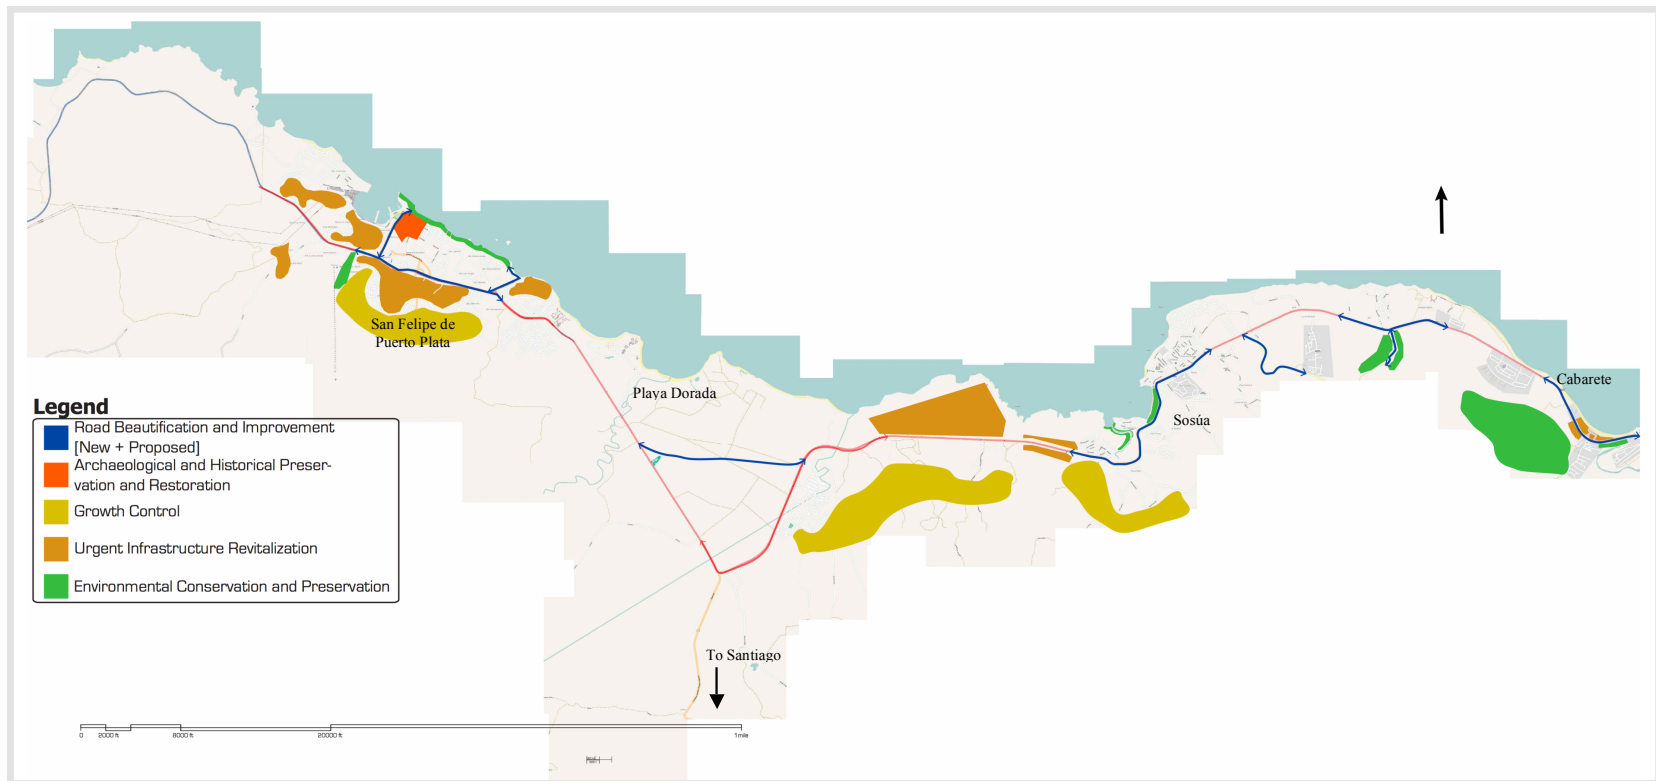 San Felipe de
Puerto Plata
Playa Dorada
Sosúa
Cabarete
Legend
Road Beautification and Improvement
[New + Proposed]
Archaeological and Historical Preser-
vation and Restoration
Growth Control
Urgent Infrastructure Revitalization
Environmental Conservation and Preservation
To Santiago
0 2000 ft 8000 ft 20000 ft 1mile